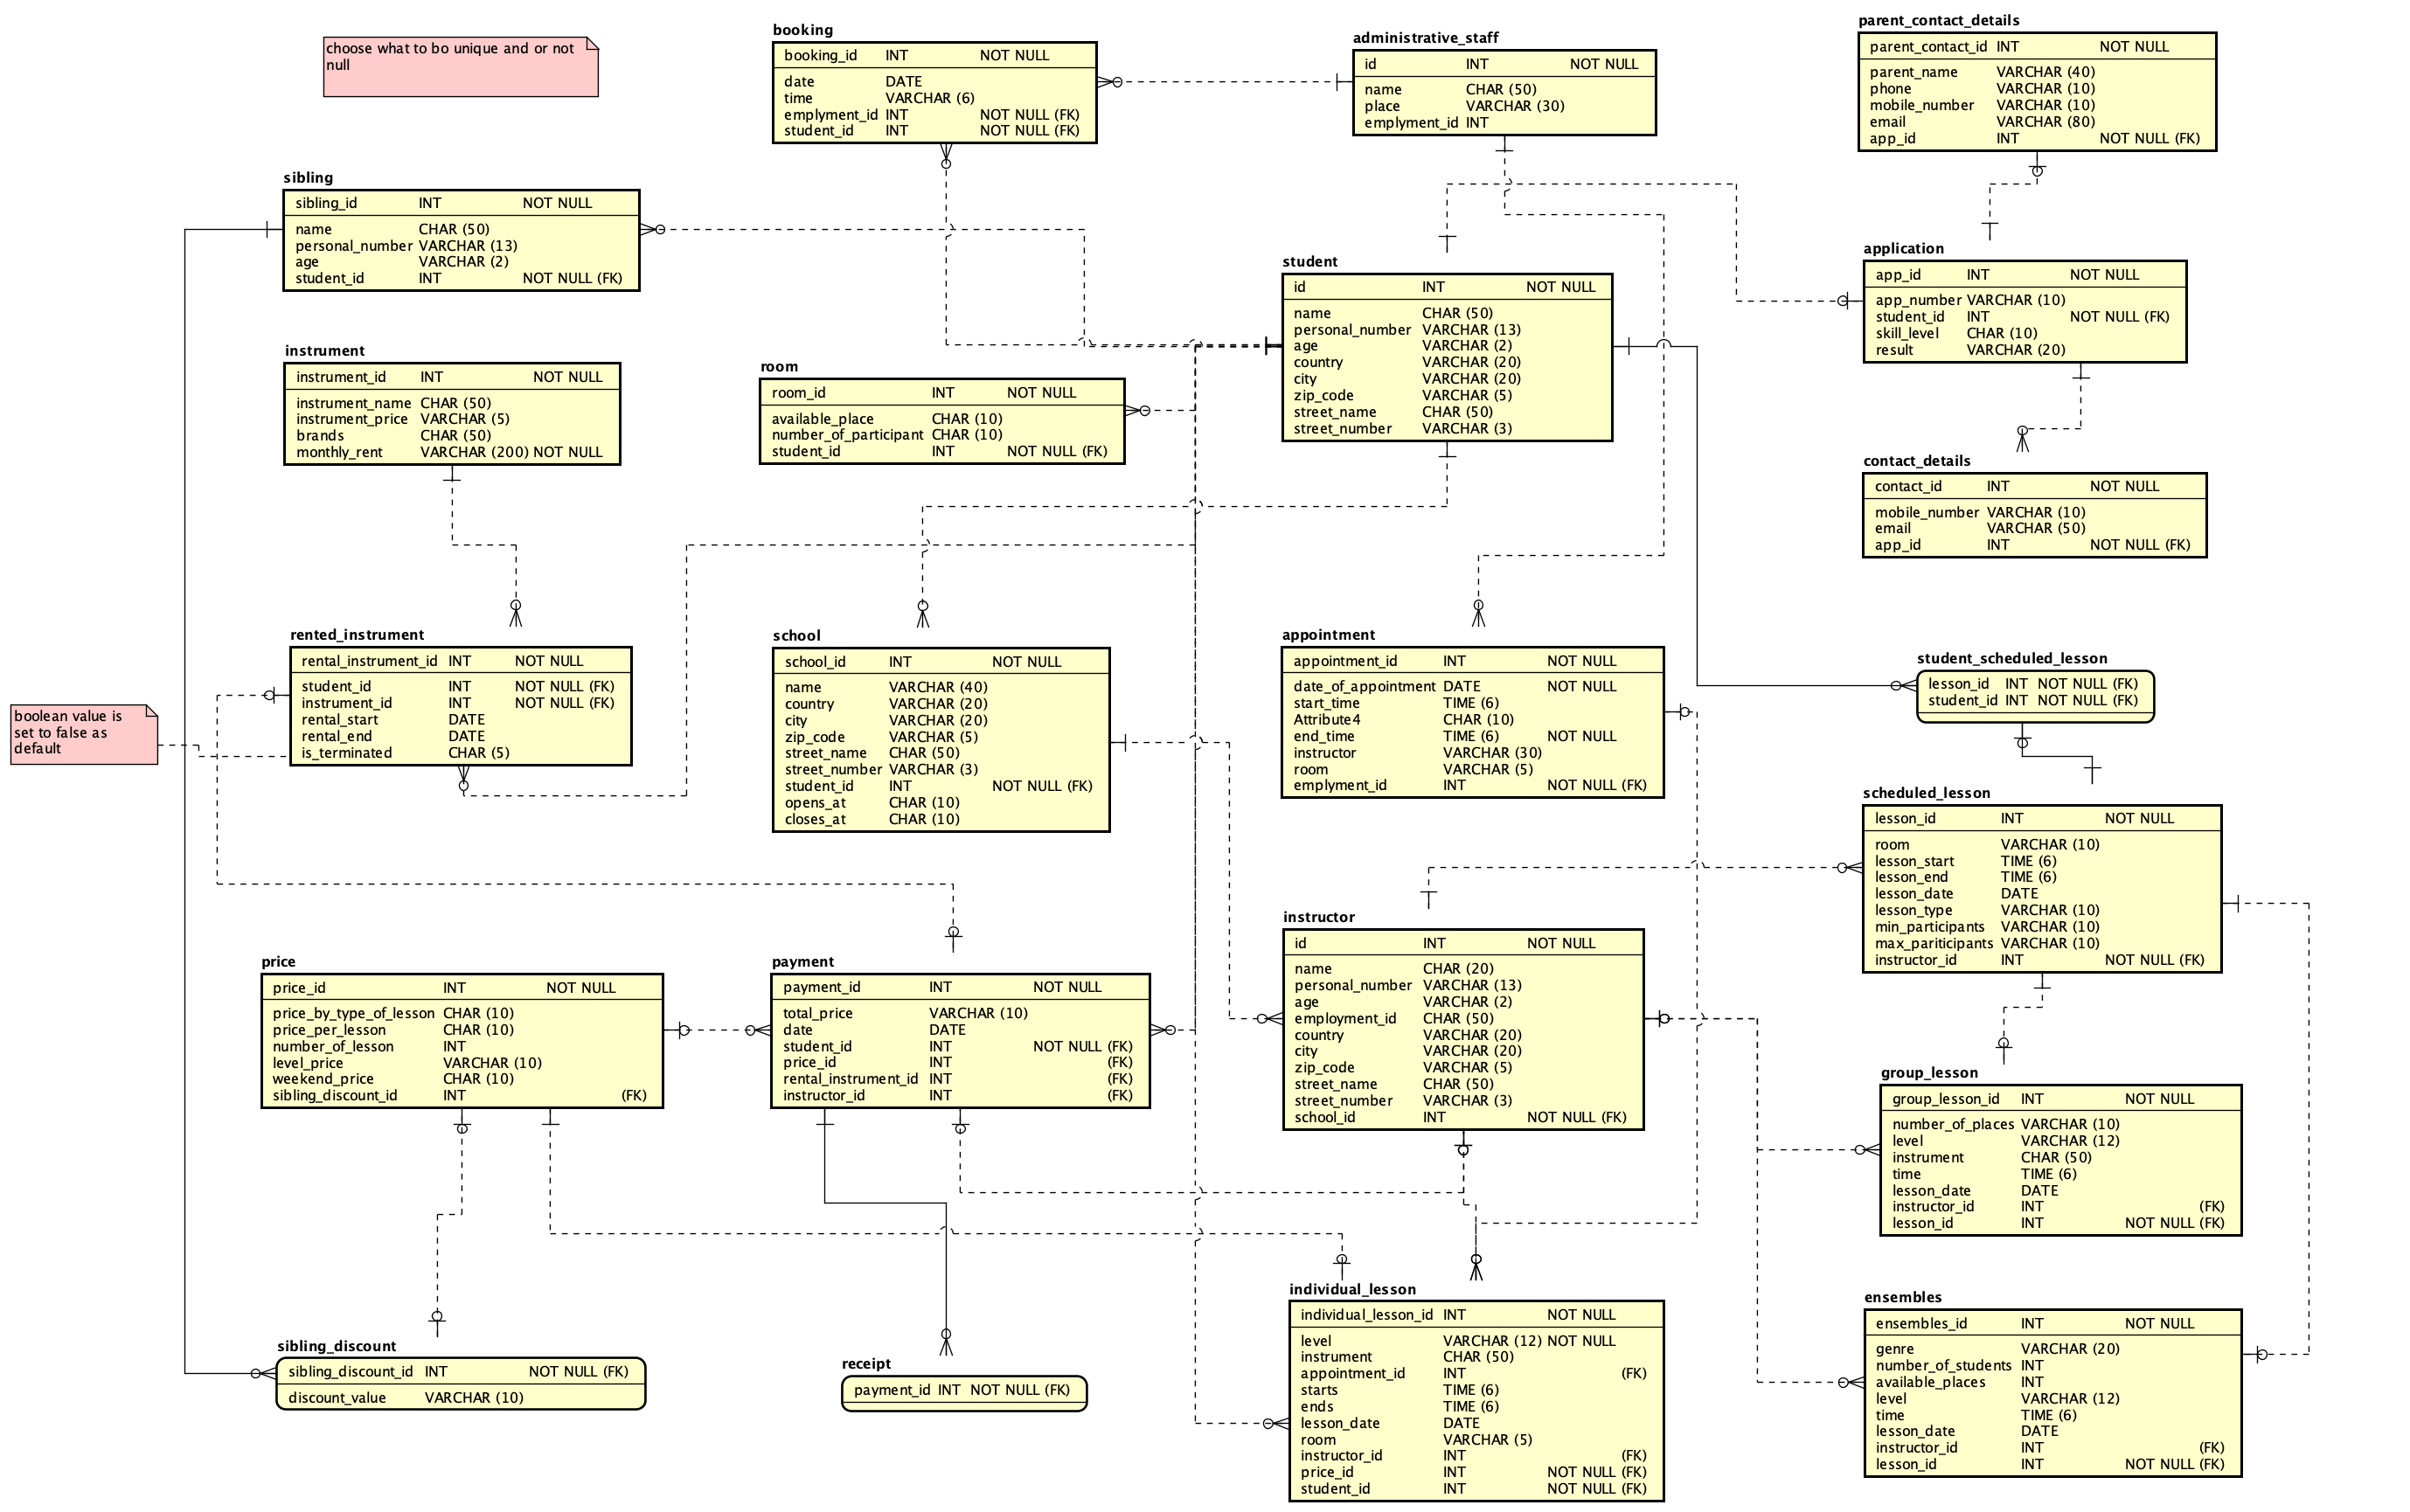 choose what to bo unique and or not
null
booking
booking_id INT NOT NULL
date DATE
time VARCHAR (6)
emplyment_id INT NOT NULL (FK)
student_id INT NOT NULL (FK)
administrative_staff
id INT NOT NULL
name CHAR (50)
place VARCHAR (30)
emplyment_id INT
parent_contact_details
parent_contact_id INT NOT NULL
parent_name VARCHAR (40)
phone VARCHAR (10)
mobile_number VARCHAR (10)
email VARCHAR (80)
app_id INT NOT NULL (FK)
sibling
sibling_id INT NOT NULL
name CHAR (50)
personal_number VARCHAR (13)
age VARCHAR (2)
student_id INT NOT NULL (FK)
student
id INT NOT NULL
name CHAR (50)
personal_number VARCHAR (13)
age VARCHAR (2)
country VARCHAR (20)
city VARCHAR (20)
zip_code VARCHAR (5)
street_name CHAR (50)
street_number VARCHAR (3)
application
app_id INT NOT NULL
app_number VARCHAR (10)
student_id INT NOT NULL (FK)
skill_level CHAR (10)
result VARCHAR (20)
instrument
instrument_id INT NOT NULL
instrument_name CHAR (50)
instrument_price VARCHAR (5)
brands CHAR (50)
monthly_rent VARCHAR (200) NOT NULL
room
room_id INT NOT NULL
available_place CHAR (10)
number_of_participant CHAR (10)
student_id INT NOT NULL (FK)
contact_details
contact_id INT NOT NULL
mobile_number VARCHAR (10)
email VARCHAR (50)
app_id INT NOT NULL (FK)
rented_instrument
rental_instrument_id INT NOT NULL
student_id INT NOT NULL (FK)
instrument_id INT NOT NULL (FK)
rental_start DATE
rental_end DATE
is_terminated CHAR (5)
boolean value is
set to false as
default
school
school_id INT NOT NULL
name VARCHAR (40)
country VARCHAR (20)
city VARCHAR (20)
zip_code VARCHAR (5)
street_name CHAR (50)
street_number VARCHAR (3)
student_id INT NOT NULL (FK)
opens_at CHAR (10)
closes_at CHAR (10)
appointment
appointment_id INT NOT NULL
date_of_appointment DATE NOT NULL
start_time TIME (6)
Attribute4 CHAR (10)
end_time TIME (6) NOT NULL
instructor VARCHAR (30)
room VARCHAR (5)
emplyment_id INT NOT NULL (FK)
student_scheduled_lesson
lesson_id INT NOT NULL (FK)
student_id INT NOT NULL (FK)
scheduled_lesson
lesson_id INT NOT NULL
room VARCHAR (10)
lesson_start TIME (6)
lesson_end TIME (6)
lesson_date DATE
lesson_type VARCHAR (10)
min_participants VARCHAR (10)
max_pariticipants VARCHAR (10)
instructor_id INT NOT NULL (FK)
price
price_id INT NOT NULL
price_by_type_of_lesson CHAR (10)
price_per_lesson CHAR (10)
number_of_lesson INT
level_price VARCHAR (10)
weekend_price CHAR (10)
sibling_discount_id INT (FK)
payment
payment_id INT NOT NULL
total_price VARCHAR (10)
date DATE
student_id INT NOT NULL (FK)
price_id INT (FK)
rental_instrument_id INT (FK)
instructor_id INT (FK)
instructor
id INT NOT NULL
name CHAR (20)
personal_number VARCHAR (13)
age VARCHAR (2)
employment_id CHAR (50)
country VARCHAR (20)
city VARCHAR (20)
zip_code VARCHAR (5)
street_name CHAR (50)
street_number VARCHAR (3)
school_id INT NOT NULL (FK)
group_lesson
group_lesson_id INT NOT NULL
number_of_places VARCHAR (10)
level VARCHAR (12)
instrument CHAR (50)
time TIME (6)
lesson_date DATE
instructor_id INT (FK)
lesson_id INT NOT NULL (FK)
sibling_discount
sibling_discount_id INT NOT NULL (FK)
discount_value VARCHAR (10)
receipt
payment_id INT NOT NULL (FK)
individual_lesson
individual_lesson_id INT NOT NULL
level VARCHAR (12) NOT NULL
instrument CHAR (50)
appointment_id INT (FK)
starts TIME (6)
ends TIME (6)
lesson_date DATE
room VARCHAR (5)
instructor_id INT (FK)
price_id INT NOT NULL (FK)
student_id INT NOT NULL (FK)
ensembles
ensembles_id INT NOT NULL
genre VARCHAR (20)
number_of_students INT
available_places INT
level VARCHAR (12)
time TIME (6)
lesson_date DATE
instructor_id INT (FK)
lesson_id INT NOT NULL (FK)